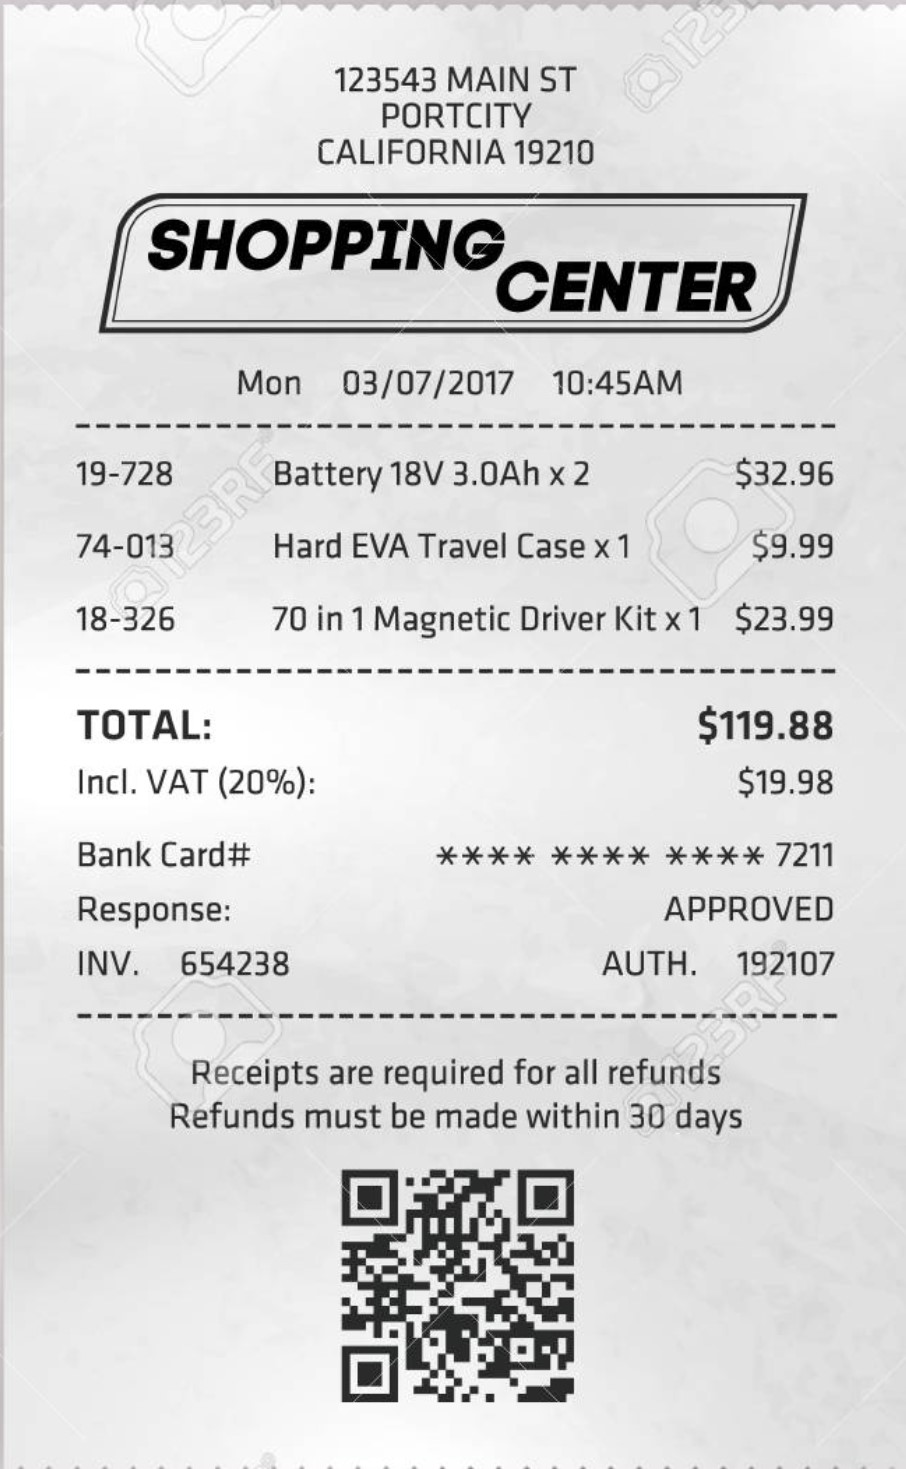 123543 MAIN ST
PORTCITY
CALIFORNIA 19210
SHOPPING
CENTER
Mon 03/07/2017 10:45AM
19-728 Battery 18V 3.0Ah x 2 $32.96
74-013 Hard EVA Travel Case x 1 $9.99
18-326 70 in 1 Magnetic Driver Kit x 1 $23.99
TOTAL: $119.88
Incl. VAT (20%): $19.98
Bank Card# **** **** **** 7211
Response: APPROVED
INV. 654238 AUTH. 192107
Receipts are required for all refunds
Refunds must be made within 30 days
123RF
123RF
123RF